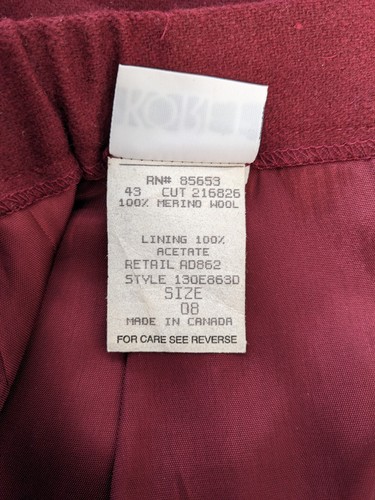 RN# 85653
43 CUT 216826
100% MERINO WOOL
LINING 100%
ACETATE
RETAIL AD862
STYLE 130E863D
SIZE
08
MADE IN CANADA
FOR CARE SEE REVERSE